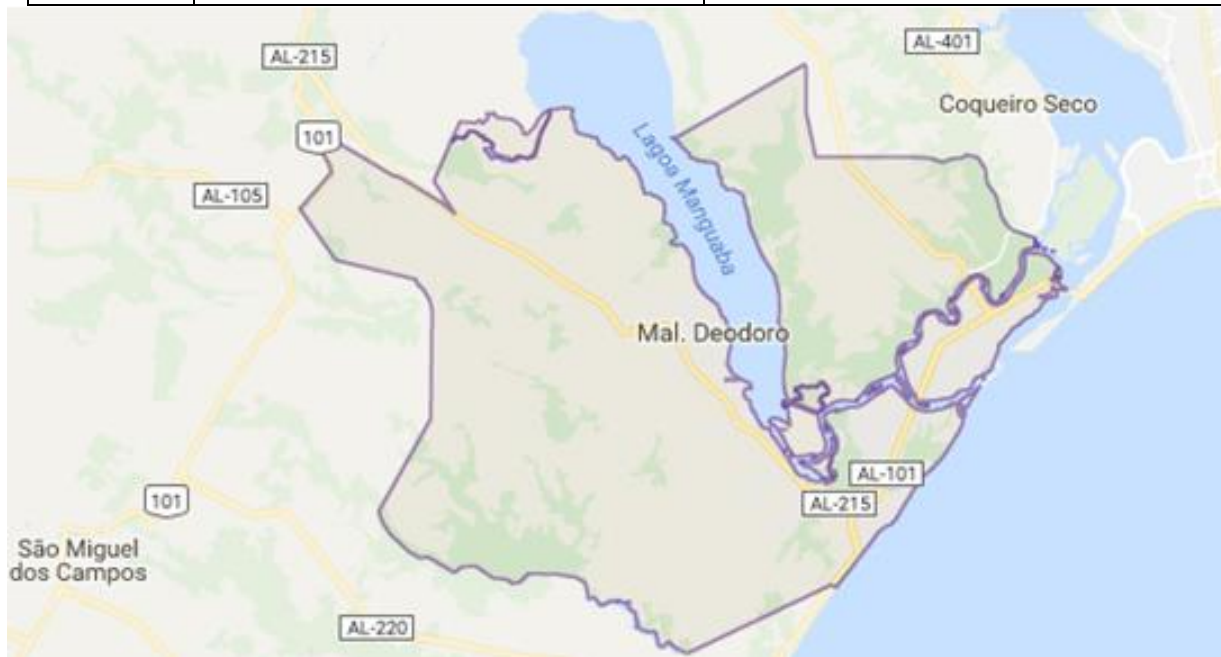 AL-215
AL-401
Coqueiro Seco
101
Lagoa Manguaba
AL-105
Mal. Deodoro
AL-101
101
AL-215
São Miguel
dos Campos
AL-220